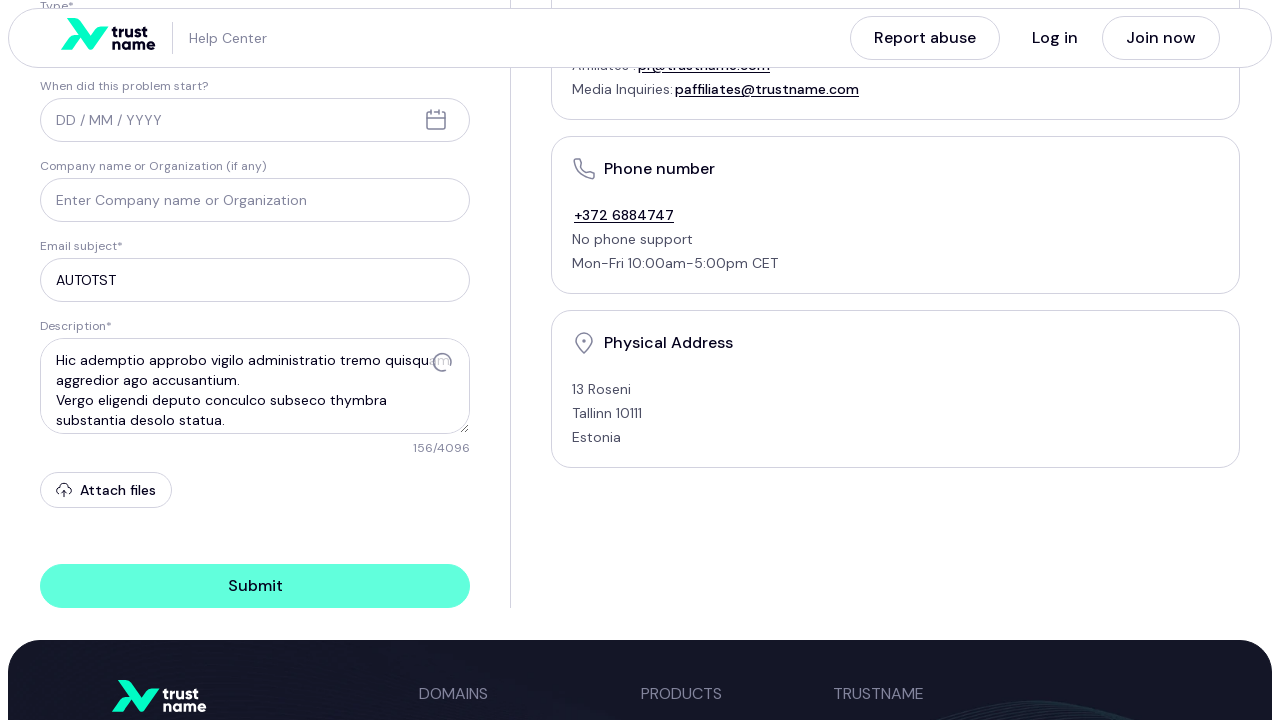 Type*
trust
name
Help Center
Report abuse
Log in
Join now
When did this problem start?
DD / MM / YYYY
Company name or Organization (if any)
Enter Company name or Organization
Email subject*
AUTOTST
Description*
Hic ademptio approbo vigilo administratio tremo quisquam
aggredior ago accusantium.
Vergo eligendi deputo conculco subseco thymbra
substantia desolo statua.
156/4096
Attach files
Submit
Affiliates : pr@trustname.com
Media Inquiries: paffiliates@trustname.com
Phone number
+372 6884747
No phone support
Mon-Fri 10:00am-5:00pm CET
Physical Address
13 Roseni
Tallinn 10111
Estonia
trust
name
DOMAINS
PRODUCTS
TRUSTNAME